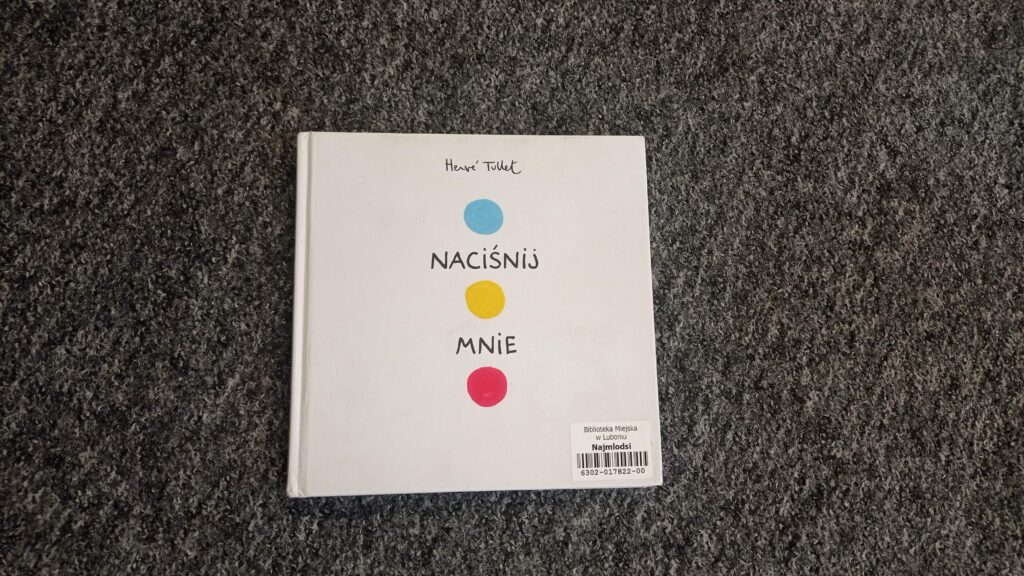 Hervé Tullet
NACIŚNIJ
MNIE
Biblioteka Miejska
w Luboniu
Najmłodsi
6302-017822-00